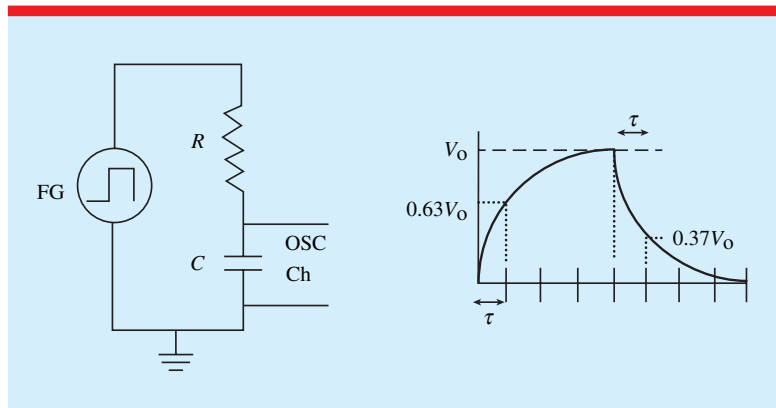 FG
R
C
OSC
Ch
V₀
0.63V₀
τ
0.37V₀
τ